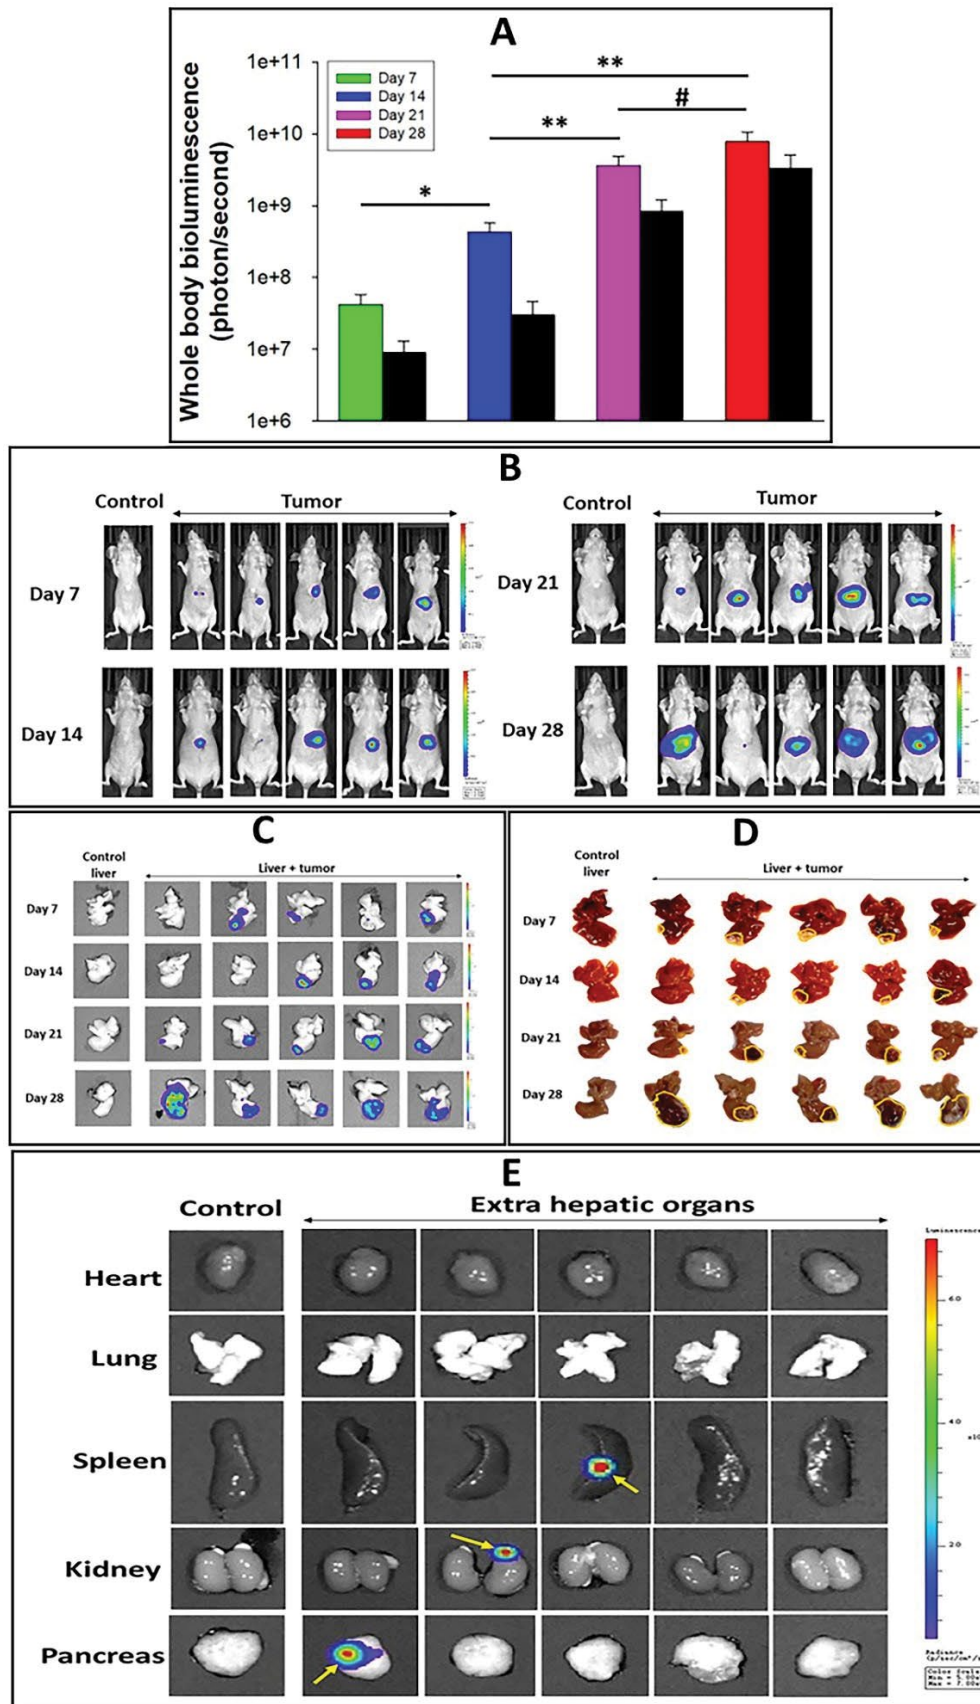 A
Whole body bioluminescence
(photon/second)
1e+11
1e+10
1e+9
1e+8
1e+7
1e+6
Day 7
Day 14
Day 21
Day 28
*
**
**
#
B
Control
Tumor
Day 7
Day 14
Control
Tumor
Day 21
Day 28
C
Control
liver
Liver + tumor
Day 7
Day 14
Day 21
Day 28
D
Control
liver
Liver + tumor
Day 7
Day 14
Day 21
Day 28
E
Control
Extra hepatic organs
Heart
Lung
Spleen
Kidney
Pancreas
Luminescence
6.0
4.0
2.0
Radiance
Color Scale